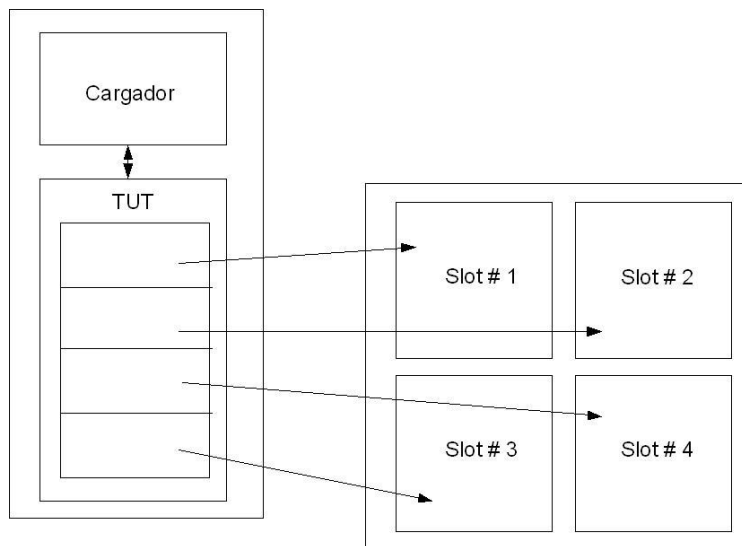 Cargador
TUT
Slot # 1
Slot # 2
Slot # 3
Slot # 4